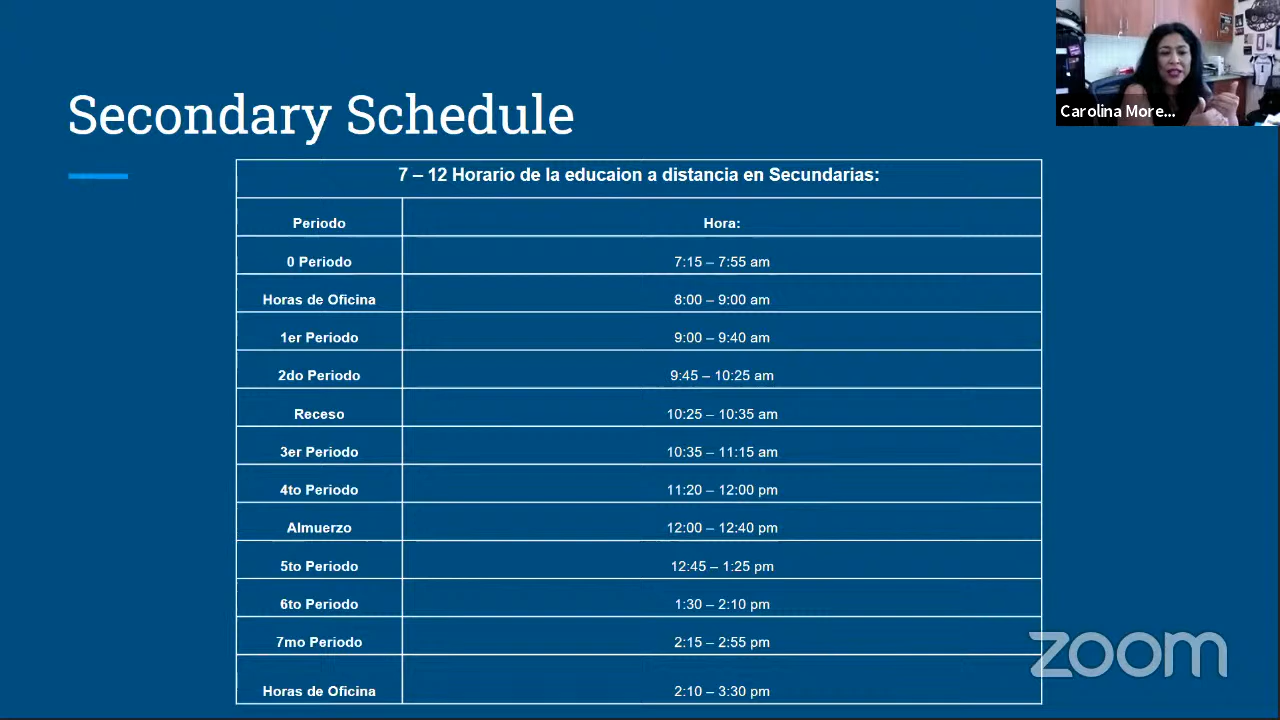 Secondary Schedule
Carolina More...
7 – 12 Horario de la educaion a distancia en Secundarias:
Periodo Hora:
0 Periodo 7:15 – 7:55 am
Horas de Oficina 8:00 – 9:00 am
1er Periodo 9:00 – 9:40 am
2do Periodo 9:45 – 10:25 am
Receso 10:25 – 10:35 am
3er Periodo 10:35 – 11:15 am
4to Periodo 11:20 – 12:00 pm
Almuerzo 12:00 – 12:40 pm
5to Periodo 12:45 – 1:25 pm
6to Periodo 1:30 – 2:10 pm
7mo Periodo 2:15 – 2:55 pm
Horas de Oficina 2:10 – 3:30 pm
zoom